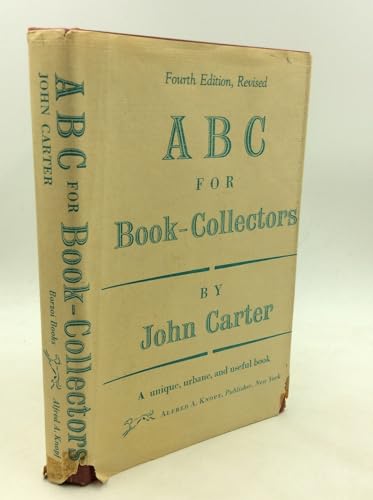 Fourth Edition, Revised
ABC
FOR
Book-Collectors
BY
John Carter
A unique, urbane, and useful book
ALFRED A. KNOPF, Publisher, New York
ABC FOR Book-Collectors
JOHN CARTER
Borzoi Books
Alfred A. Knopf